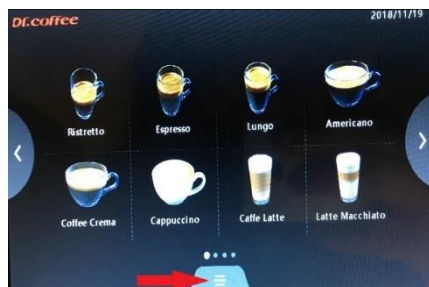 Dr.coffee
2018/11/19
Ristretto
Espresso
Lungo
Americano
Coffee Crema
Cappuccino
Caffe Latte
Latte Macchiato